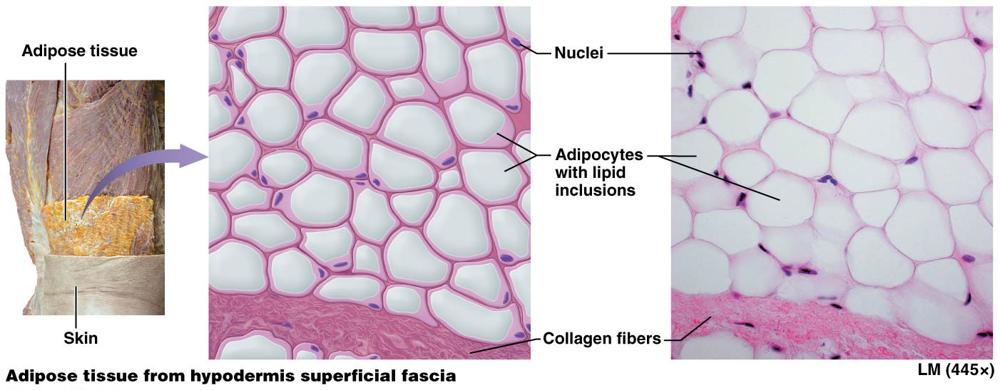 Adipose tissue
Skin
Nuclei
Adipocytes
with lipid
inclusions
Collagen fibers
Adipose tissue from hypodermis superficial fascia
LM (445×)